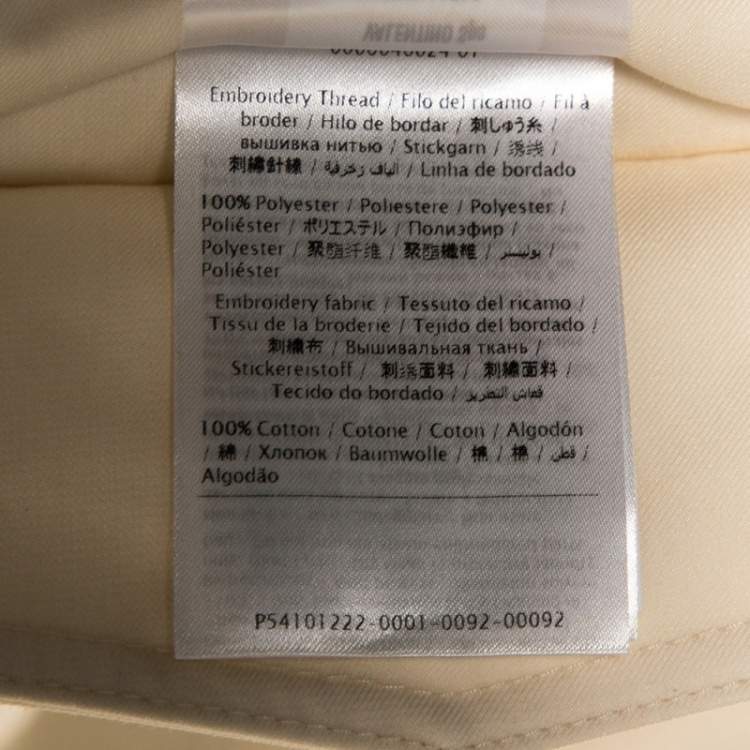 VALENTINO Spa
Embroidery Thread / Filo del ricamo / Fil à
broder / Hilo de bordar / 刺しゅう糸 /
вышивка нитью / Stickgarn / 绣线 /
刺繡針線 / ألياف زخرفية / Linha de bordado
100% Polyester / Poliestere / Polyester /
Poliéster / ポリエステル / Полиэфир /
Polyester / 聚酯纤维 / 聚酯纖維 / بوليستر /
Poliéster
Embroidery fabric / Tessuto del ricamo /
Tissu de la broderie / Tejido del bordado /
刺繍布 / Вышивальная ткань /
Stickereistoff / 刺绣面料 / 刺繡面料 /
Tecido do bordado / قماش التطريز
100% Cotton / Cotone / Coton / Algodón
/ 綿 / Хлопок / Baumwolle / 棉 / 棉 / قطن /
Algodão
P54101222-0001-0092-00092